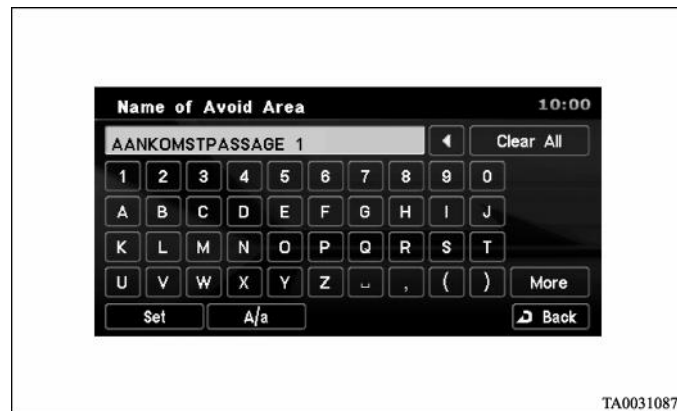 Name of Avoid Area 10:00
AANKOMSTPASSAGE 1 Clear All
1 2 3 4 5 6 7 8 9 0
A B C D E F G H I J
K L M N O P Q R S T
U V W X Y Z ␣ , ( ) More
Set A/a Back
TA0031087